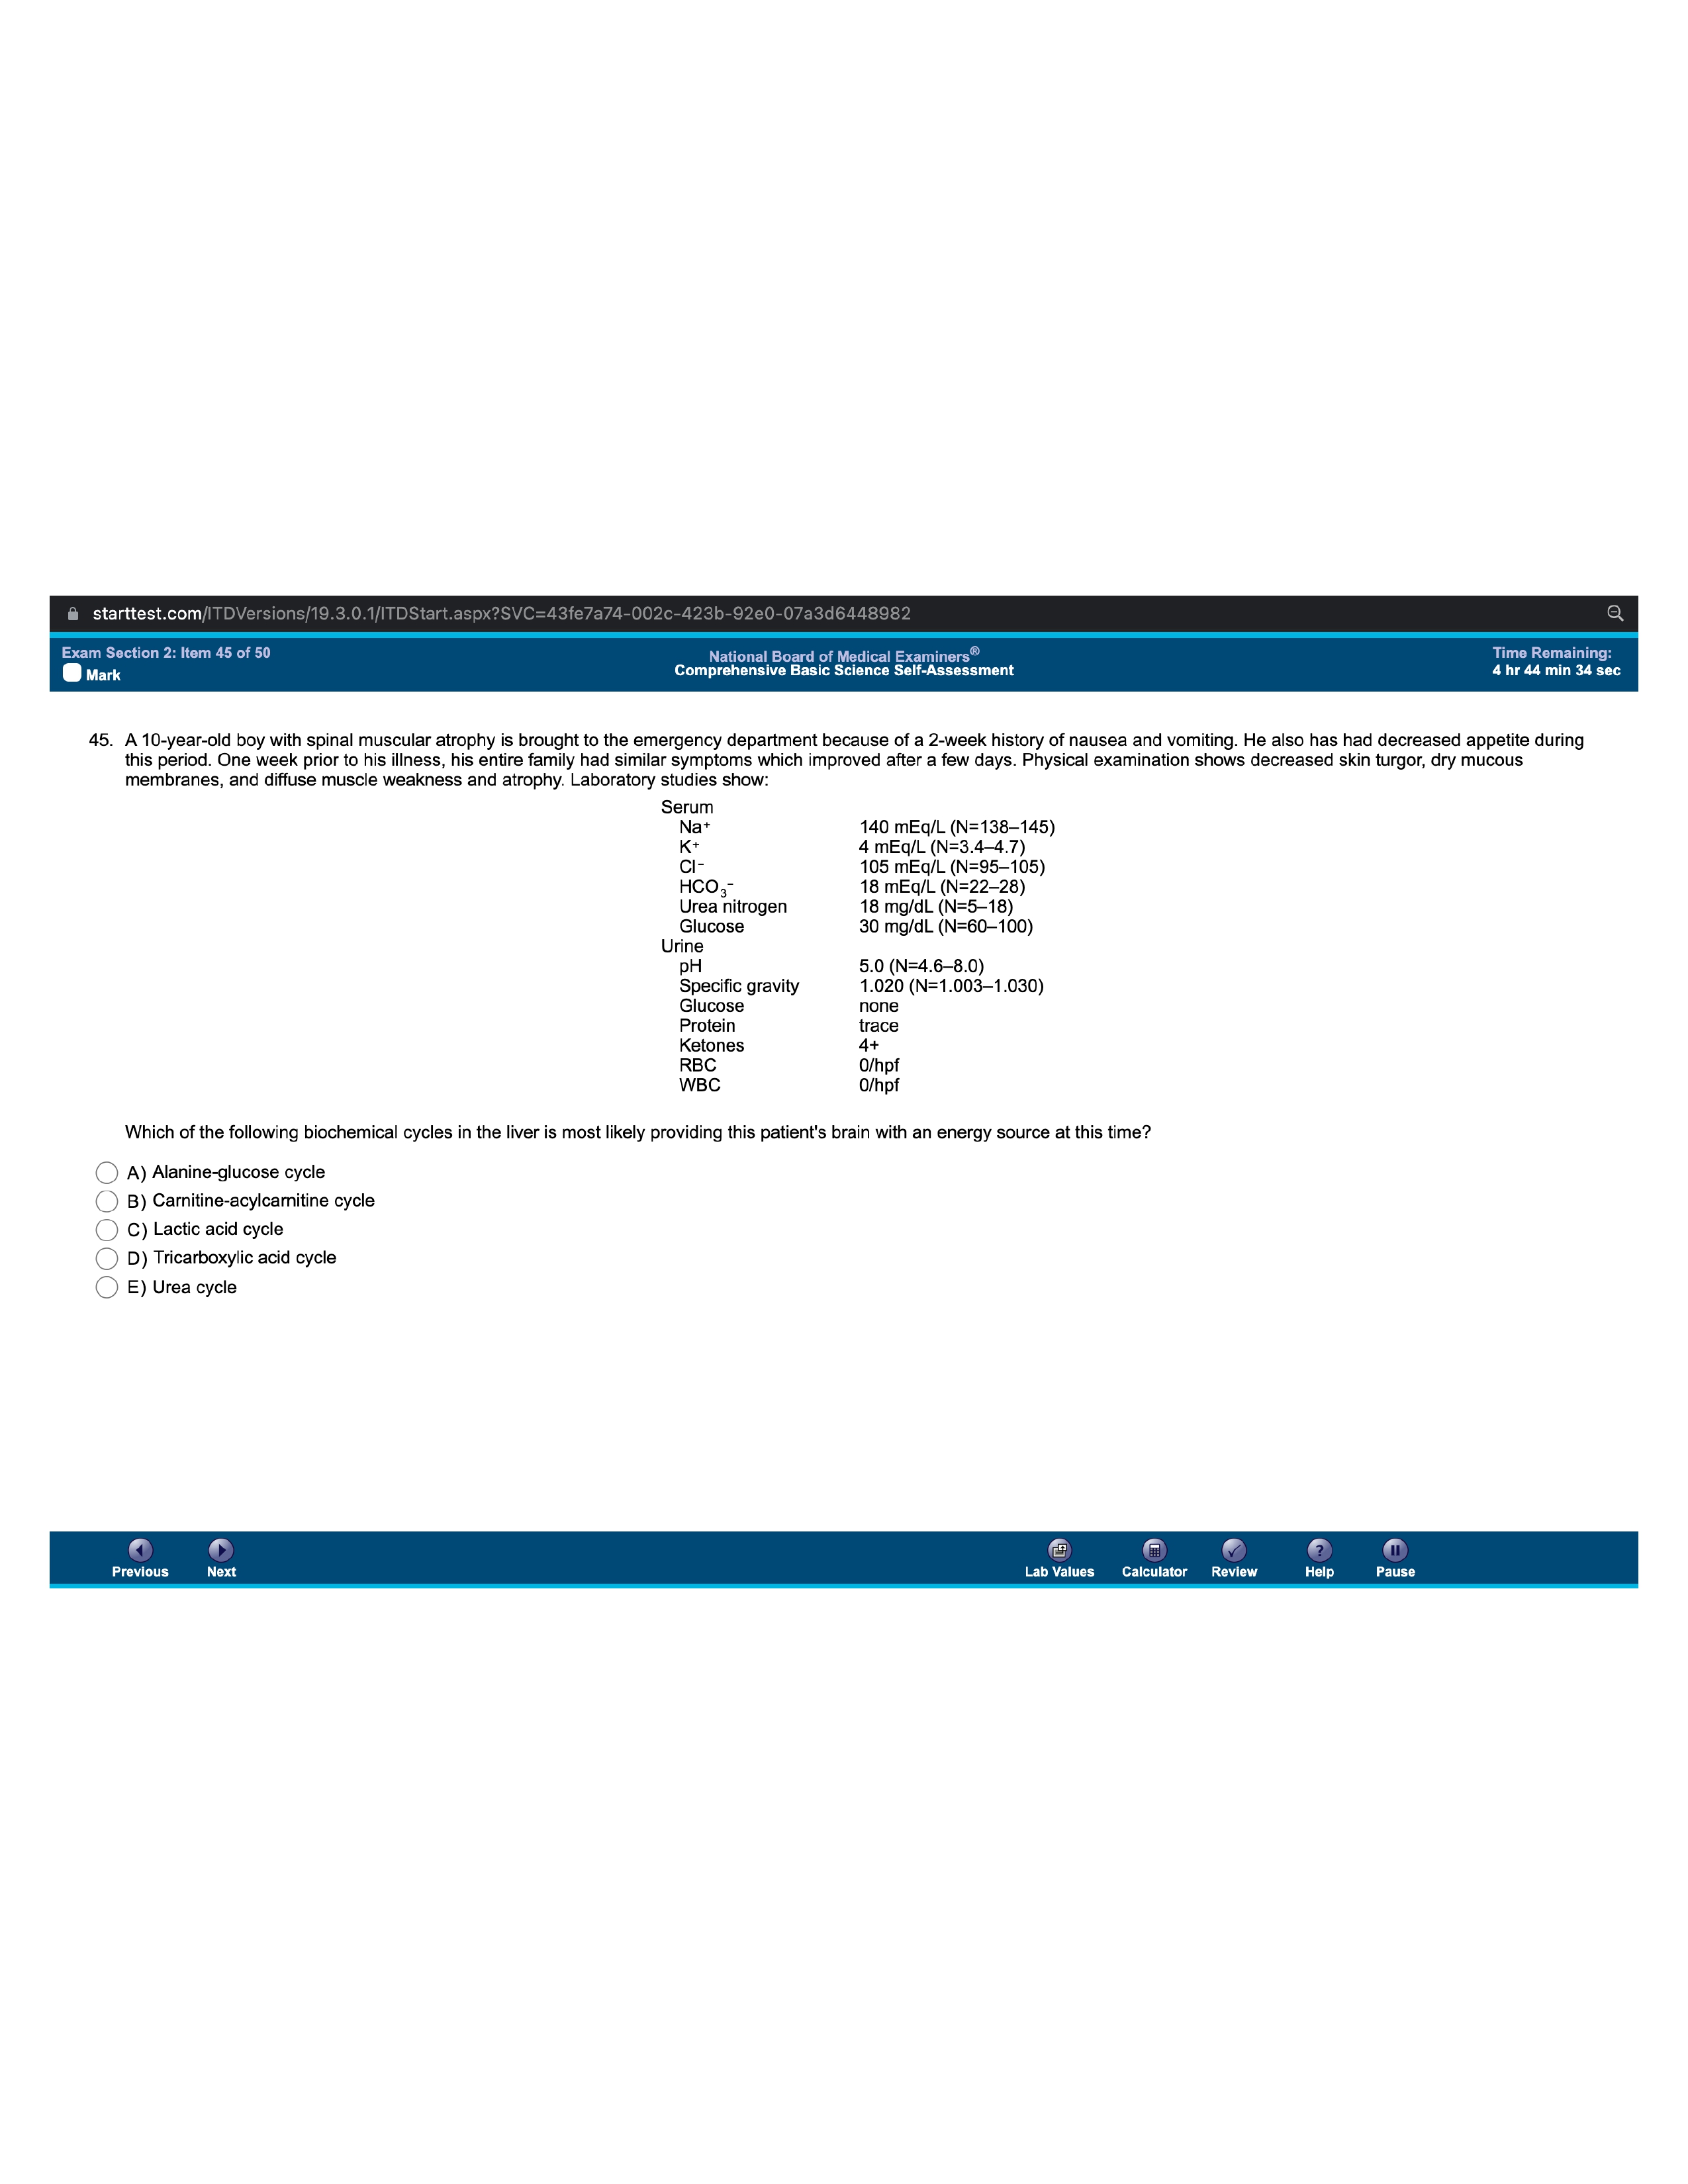 starttest.com/ITDVersions/19.3.0.1/ITDStart.aspx?SVC=43fe7a74-002c-423b-92e0-07a3d6448982
Exam Section 2: Item 45 of 50
Mark
National Board of Medical Examiners®
Comprehensive Basic Science Self-Assessment
Time Remaining:
4 hr 44 min 34 sec
45. A 10-year-old boy with spinal muscular atrophy is brought to the emergency department because of a 2-week history of nausea and vomiting. He also has had decreased appetite during
this period. One week prior to his illness, his entire family had similar symptoms which improved after a few days. Physical examination shows decreased skin turgor, dry mucous
membranes, and diffuse muscle weakness and atrophy. Laboratory studies show:
Serum
Na⁺ 140 mEq/L (N=138–145)
K⁺ 4 mEq/L (N=3.4–4.7)
Cl⁻ 105 mEq/L (N=95–105)
HCO₃⁻ 18 mEq/L (N=22–28)
Urea nitrogen 18 mg/dL (N=5–18)
Glucose 30 mg/dL (N=60–100)
Urine
pH 5.0 (N=4.6–8.0)
Specific gravity 1.020 (N=1.003–1.030)
Glucose none
Protein trace
Ketones 4+
RBC 0/hpf
WBC 0/hpf
Which of the following biochemical cycles in the liver is most likely providing this patient's brain with an energy source at this time?
A) Alanine-glucose cycle
B) Carnitine-acylcarnitine cycle
C) Lactic acid cycle
D) Tricarboxylic acid cycle
E) Urea cycle
Previous Next Lab Values Calculator Review Help Pause